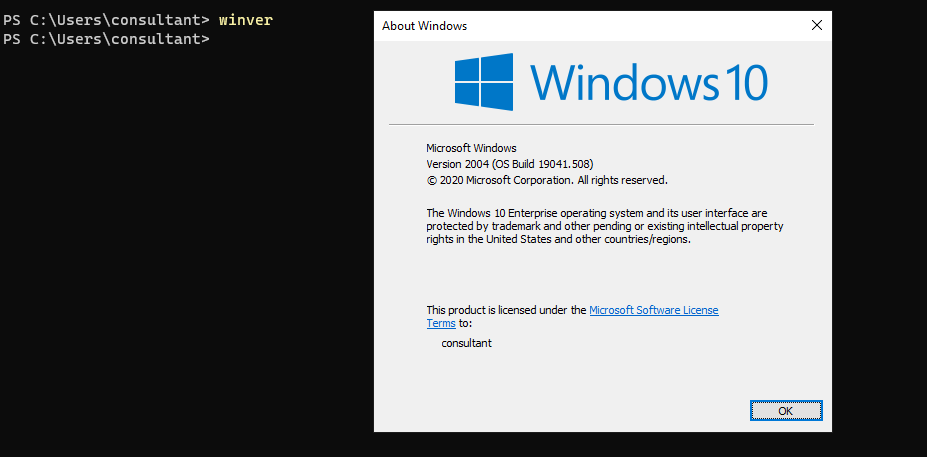 PS C:\Users\consultant> winver
PS C:\Users\consultant>
About Windows
Windows 10
Microsoft Windows
Version 2004 (OS Build 19041.508)
© 2020 Microsoft Corporation. All rights reserved.
The Windows 10 Enterprise operating system and its user interface are
protected by trademark and other pending or existing intellectual property
rights in the United States and other countries/regions.
This product is licensed under the Microsoft Software License
Terms to:
consultant
OK